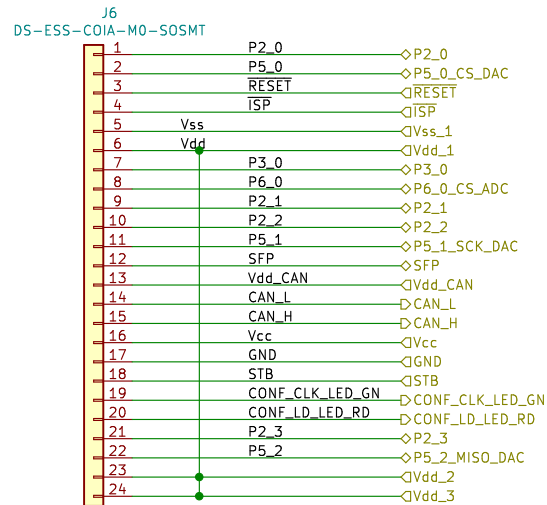 J6
DS-ESS-COIA-M0-SOSMT
1 P2_0 P2_0
2 P5_0 P5_0_CS_DAC
3 RESET RESET
4 ISP ISP
5 Vss Vss_1
6 Vdd Vdd_1
7 P3_0 P3_0
8 P6_0 P6_0_CS_ADC
9 P2_1 P2_1
10 P2_2 P2_2
11 P5_1 P5_1_SCK_DAC
12 SFP SFP
13 Vdd_CAN Vdd_CAN
14 CAN_L CAN_L
15 CAN_H CAN_H
16 Vcc Vcc
17 GND GND
18 STB STB
19 CONF_CLK_LED_GN CONF_CLK_LED_GN
20 CONF_LD_LED_RD CONF_LD_LED_RD
21 P2_3 P2_3
22 P5_2 P5_2_MISO_DAC
23 Vdd_2
24 Vdd_3